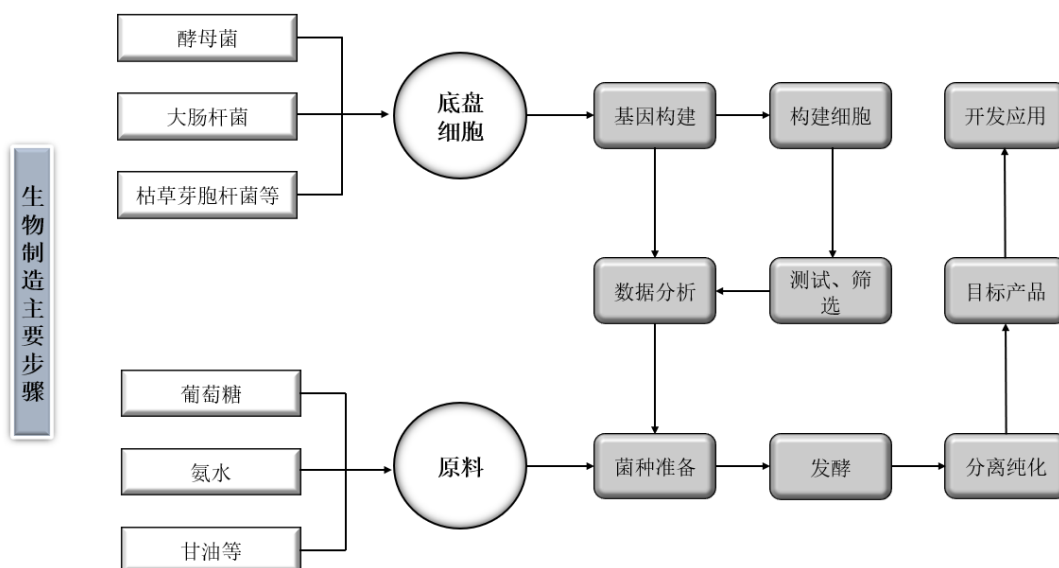 生物制造主要步骤
酵母菌
大肠杆菌
枯草芽胞杆菌等
底盘
细胞
基因构建
构建细胞
开发应用
数据分析
测试、筛
选
目标产品
葡萄糖
氨水
甘油等
原料
菌种准备
发酵
分离纯化